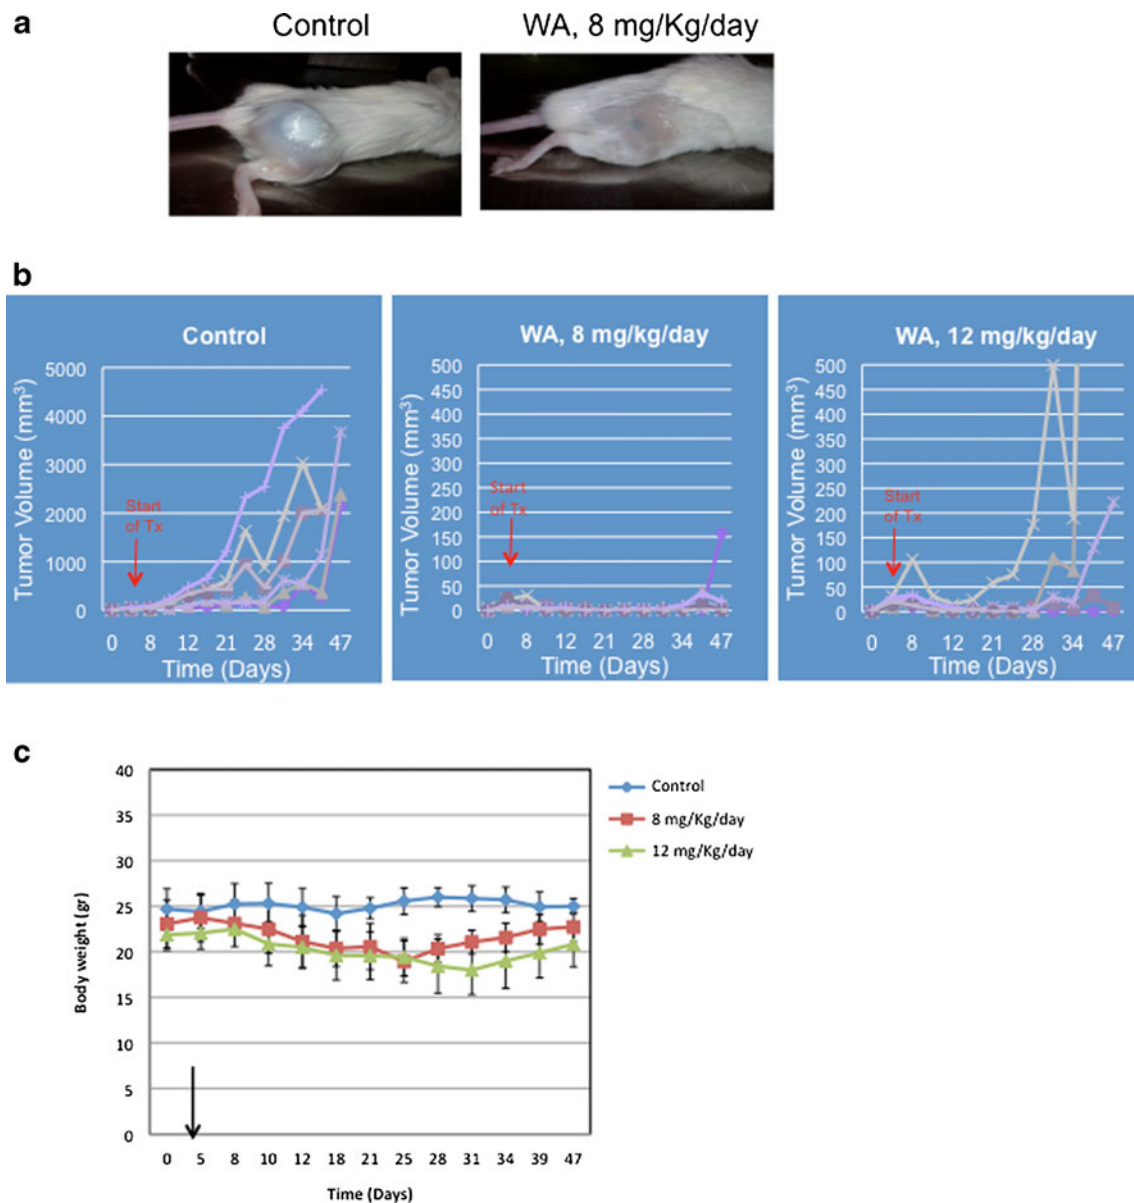 a
Control
WA, 8 mg/Kg/day
b
Control
Tumor Volume (mm³)
5000
4000
3000
2000
1000
0
Start
of Tx
0 8 12 21 28 34 47
Time (Days)
WA, 8 mg/kg/day
Tumor Volume (mm³)
500
450
400
350
300
250
200
150
100
50
0
Start
of Tx
0 8 12 21 28 34 47
Time (Days)
WA, 12 mg/kg/day
Tumor Volume (mm³)
500
450
400
350
300
250
200
150
100
50
0
Start
of Tx
0 8 12 21 28 34 47
Time (Days)
c
Body weight (gr)
40
35
30
25
20
15
10
5
0
0 5 8 10 12 18 21 25 28 31 34 39 47
Time (Days)
Control
8 mg/Kg/day
12 mg/Kg/day